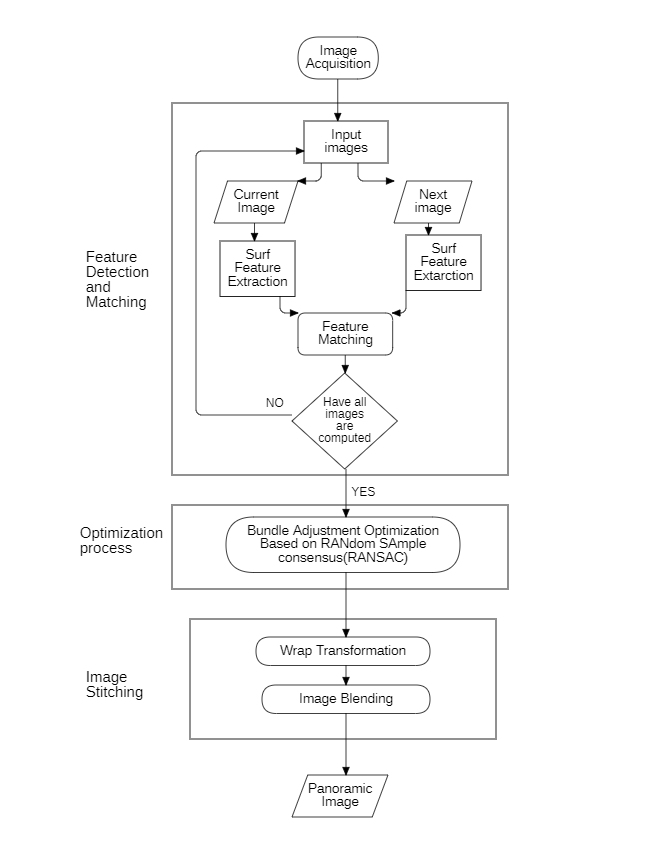 Image
Acquisition
Input
images
Current
Image
Next
image
Surf
Feature
Extraction
Surf
Feature
Extarction
Feature
Detection
and
Matching
Feature
Matching
NO
Have all
images
are
computed
YES
Optimization
process
Bundle Adjustment Optimization
Based on RANdom SAmple
consensus(RANSAC)
Image
Stitching
Wrap Transformation
Image Blending
Panoramic
Image